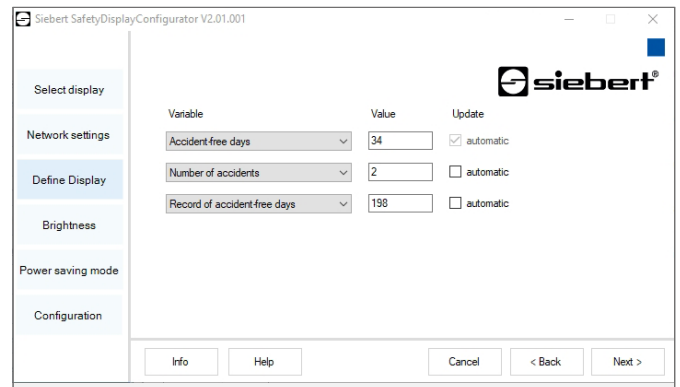 Siebert SafetyDisplayConfigurator V2.01.001
siebert®
Select display
Network settings
Define Display
Brightness
Power saving mode
Configuration
Variable Value Update
Accident-free days 34 automatic
Number of accidents 2 automatic
Record of accident-free days 198 automatic
Info Help Cancel < Back Next >